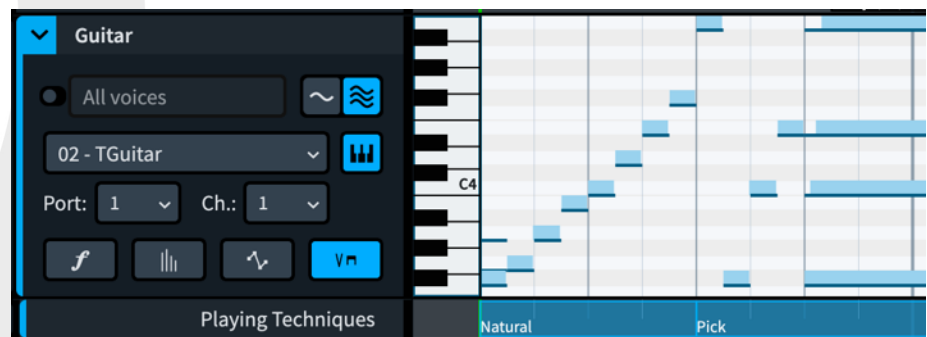 Guitar
All voices
02 - TGuitar
Port: 1 Ch.: 1
f
C4
Playing Techniques
Natural Pick